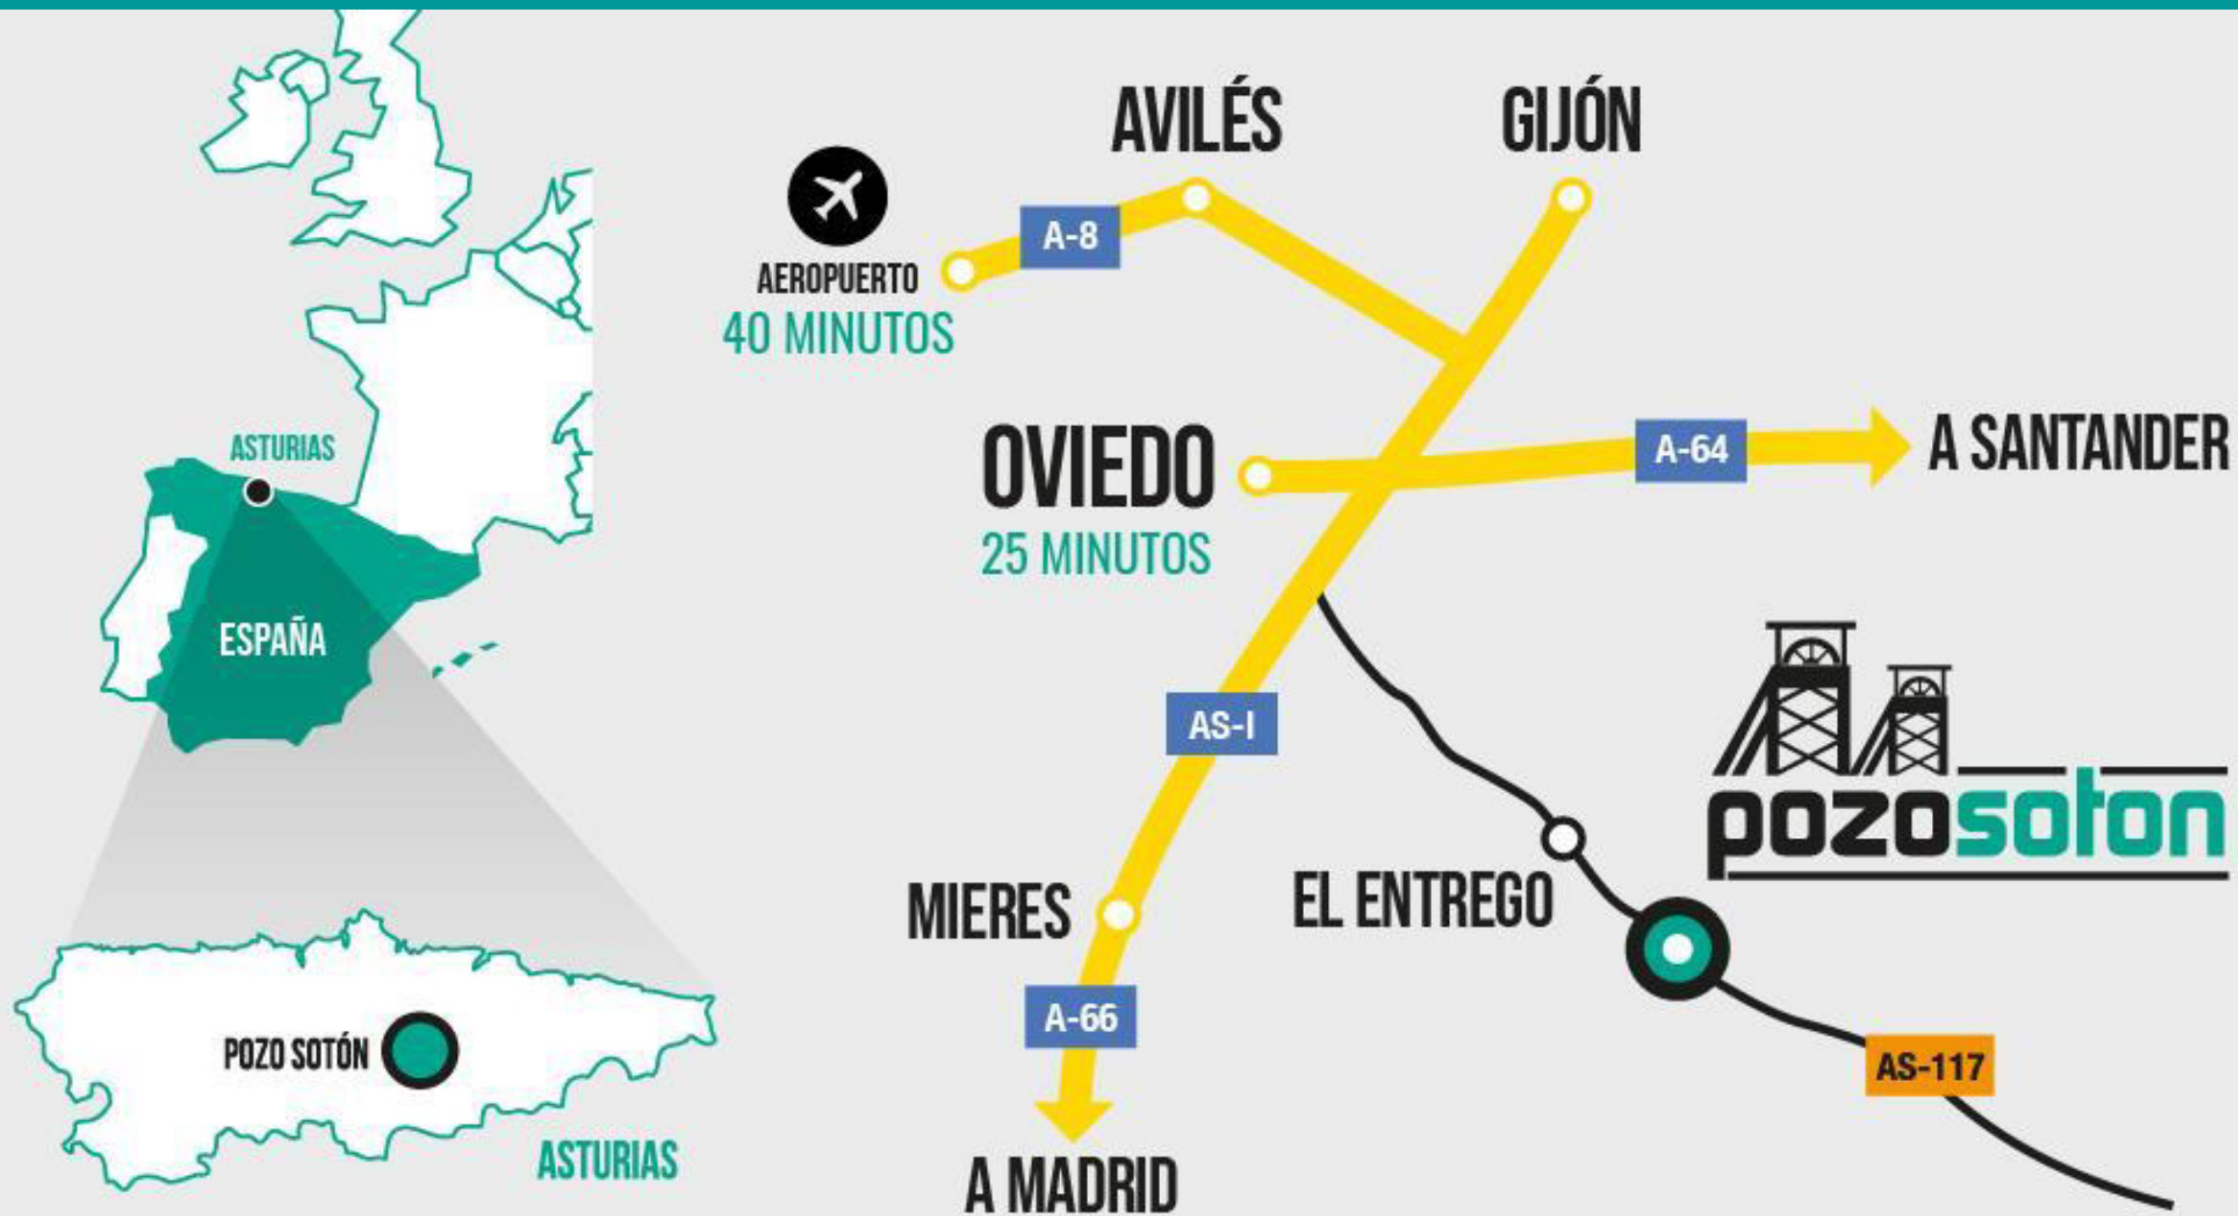 ASTURIAS
ESPAÑA
POZO SOTÓN
ASTURIAS
AVILÉS
GIJÓN
A-8
AEROPUERTO
40 MINUTOS
OVIEDO
25 MINUTOS
A-64
A SANTANDER
AS-I
pozosoton
MIERES
EL ENTREGO
A-66
AS-117
A MADRID